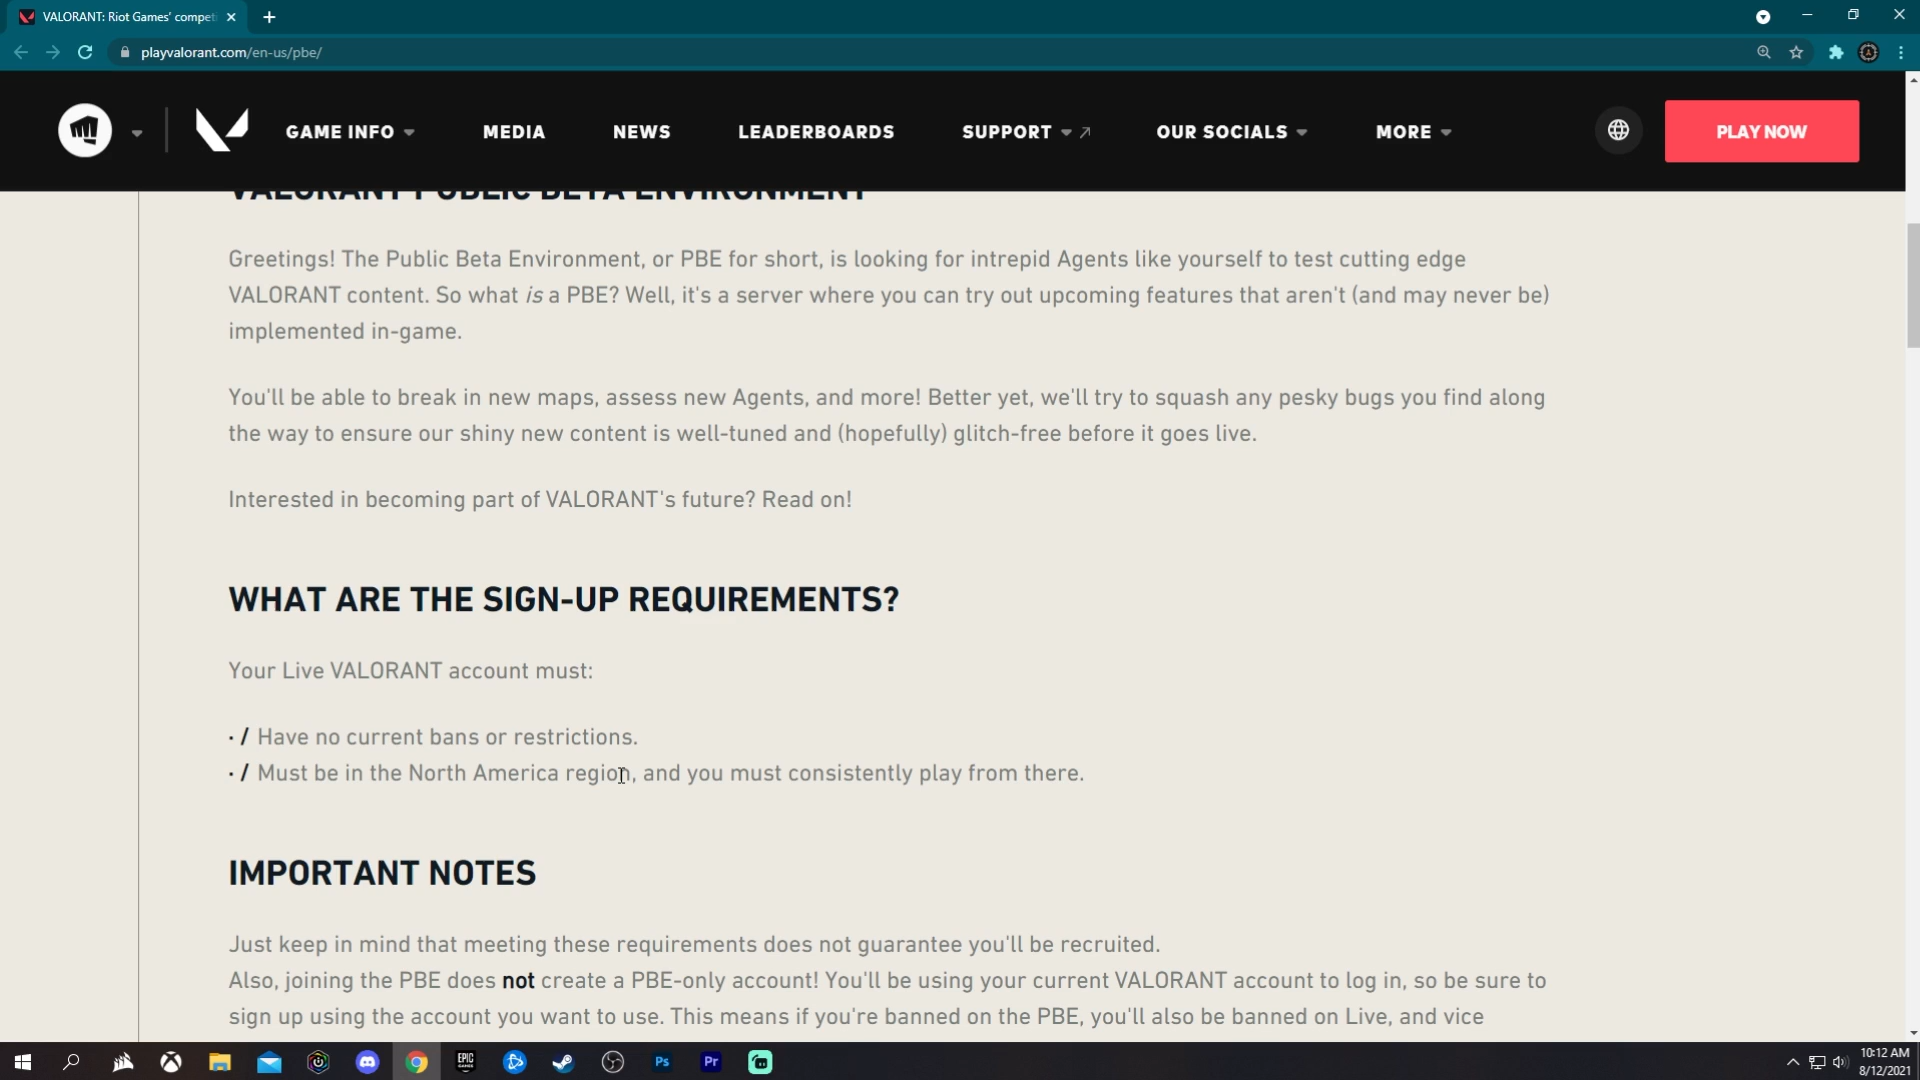 VALORANT: Riot Games' competi
playvalorant.com/en-us/pbe/
GAME INFO MEDIA NEWS LEADERBOARDS SUPPORT OUR SOCIALS MORE PLAY NOW
VALORANT PUBLIC BETA ENVIRONMENT
Greetings! The Public Beta Environment, or PBE for short, is looking for intrepid Agents like yourself to test cutting edge
VALORANT content. So what is a PBE? Well, it's a server where you can try out upcoming features that aren't (and may never be)
implemented in-game.
You'll be able to break in new maps, assess new Agents, and more! Better yet, we'll try to squash any pesky bugs you find along
the way to ensure our shiny new content is well-tuned and (hopefully) glitch-free before it goes live.
Interested in becoming part of VALORANT's future? Read on!
WHAT ARE THE SIGN-UP REQUIREMENTS?
Your Live VALORANT account must:
· / Have no current bans or restrictions.
· / Must be in the North America region, and you must consistently play from there.
IMPORTANT NOTES
Just keep in mind that meeting these requirements does not guarantee you'll be recruited.
Also, joining the PBE does not create a PBE-only account! You'll be using your current VALORANT account to log in, so be sure to
sign up using the account you want to use. This means if you're banned on the PBE, you'll also be banned on Live, and vice
EPIC
GAMES
Ps
Pr
10:12 AM
8/12/2021